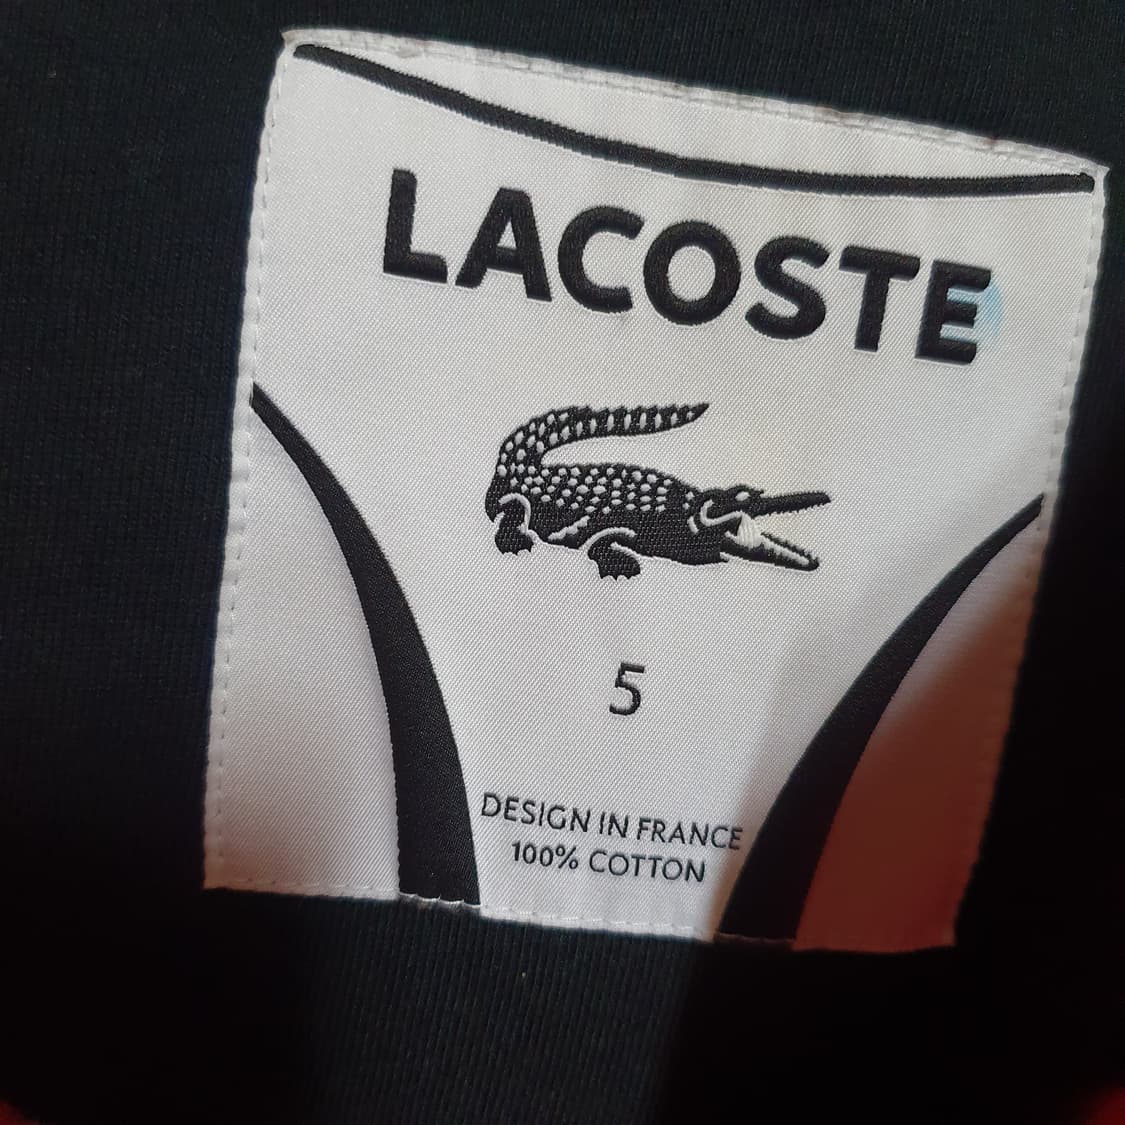 LACOSTE
5
DESIGN IN FRANCE
100% COTTON